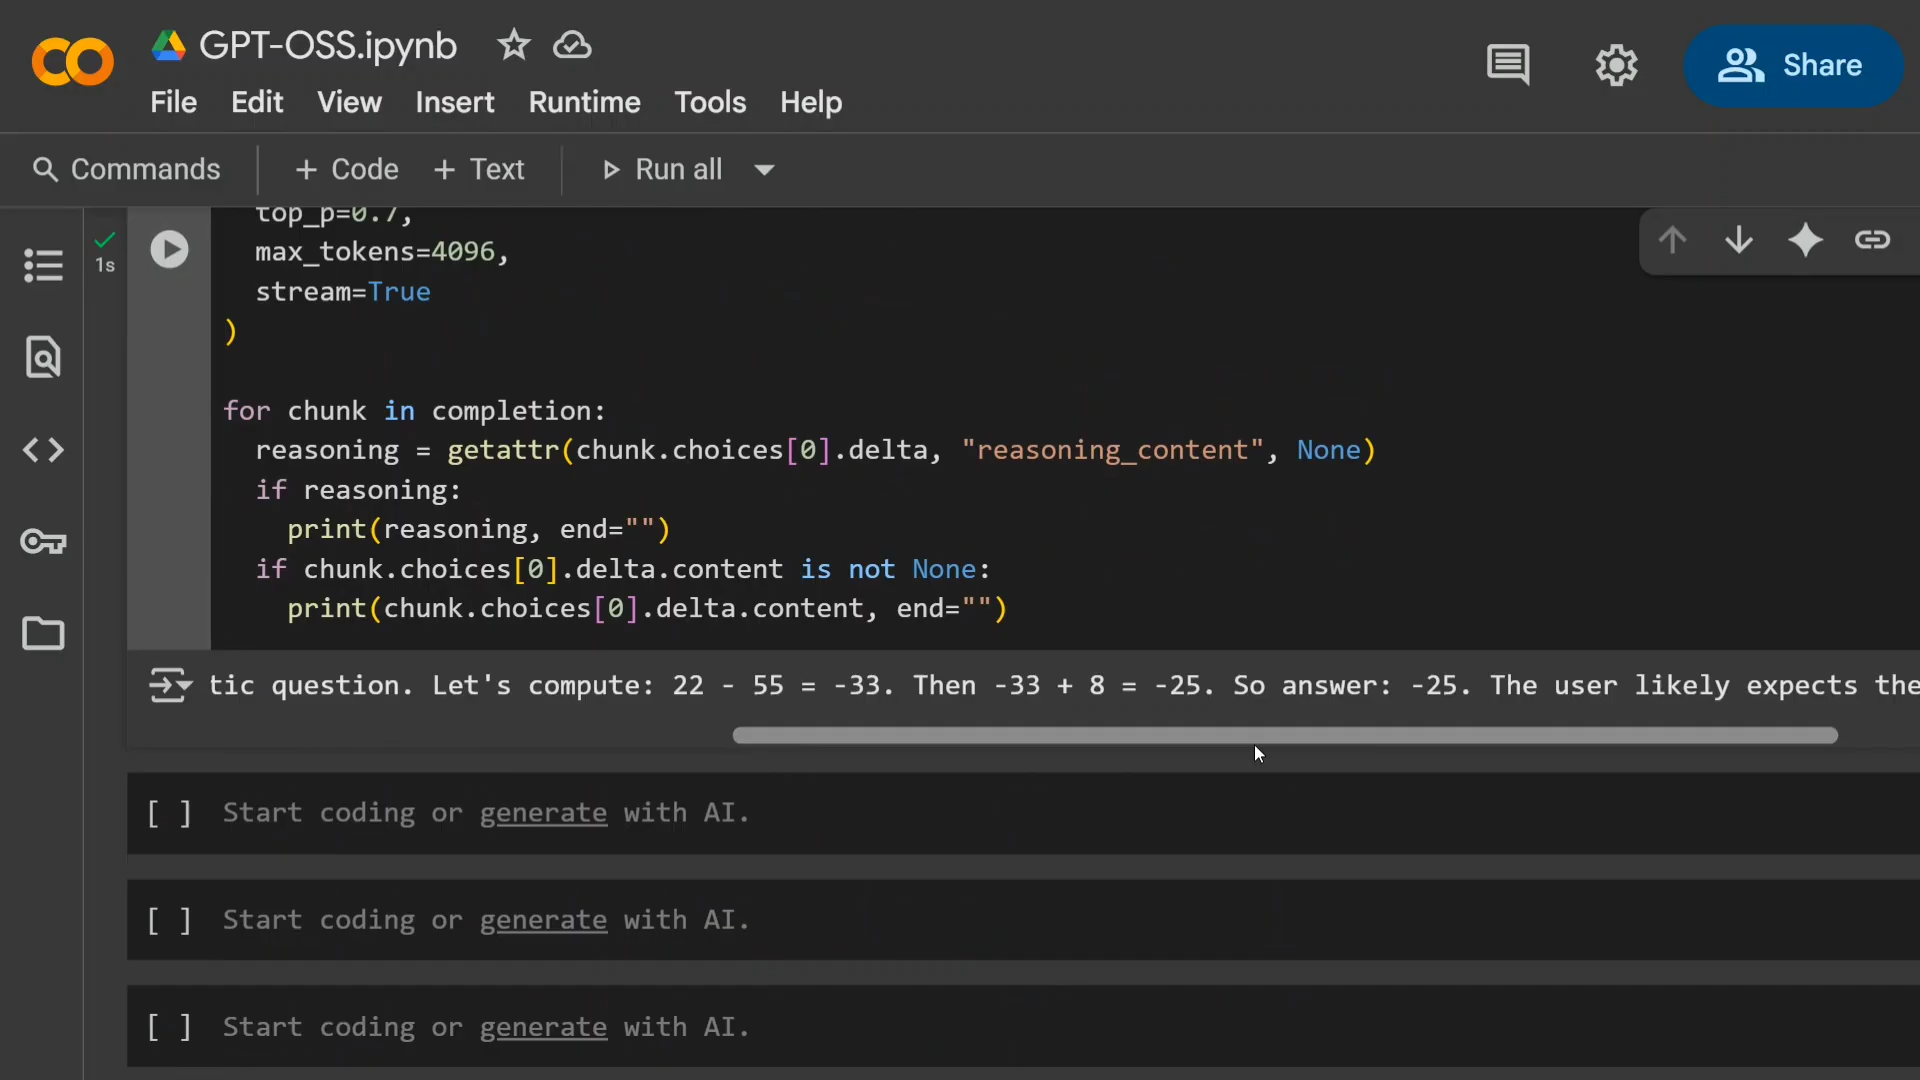 GPT-OSS.ipynb
File Edit View Insert Runtime Tools Help
Share
Commands + Code + Text Run all
top_p=0.7,
1s
max_tokens=4096,
stream=True
)
for chunk in completion:
reasoning = getattr(chunk.choices[0].delta, "reasoning_content", None)
if reasoning:
print(reasoning, end="")
if chunk.choices[0].delta.content is not None:
print(chunk.choices[0].delta.content, end="")
tic question. Let's compute: 22 - 55 = -33. Then -33 + 8 = -25. So answer: -25. The user likely expects the
[ ] Start coding or generate with AI.
[ ] Start coding or generate with AI.
[ ] Start coding or generate with AI.